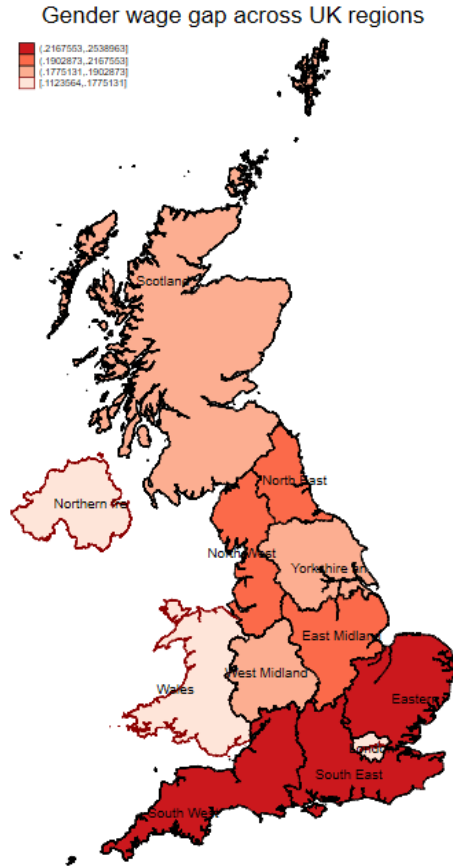 Gender wage gap across UK regions
(.2167553,.2538963]
(.1902873,.2167553]
(.1775131,.1902873]
[.1123564,.1775131]
Scotland
North East
Northern Ire
North West
Yorkshire an
East Midlan
West Midland
Wales
Eastern
London
South East
South West